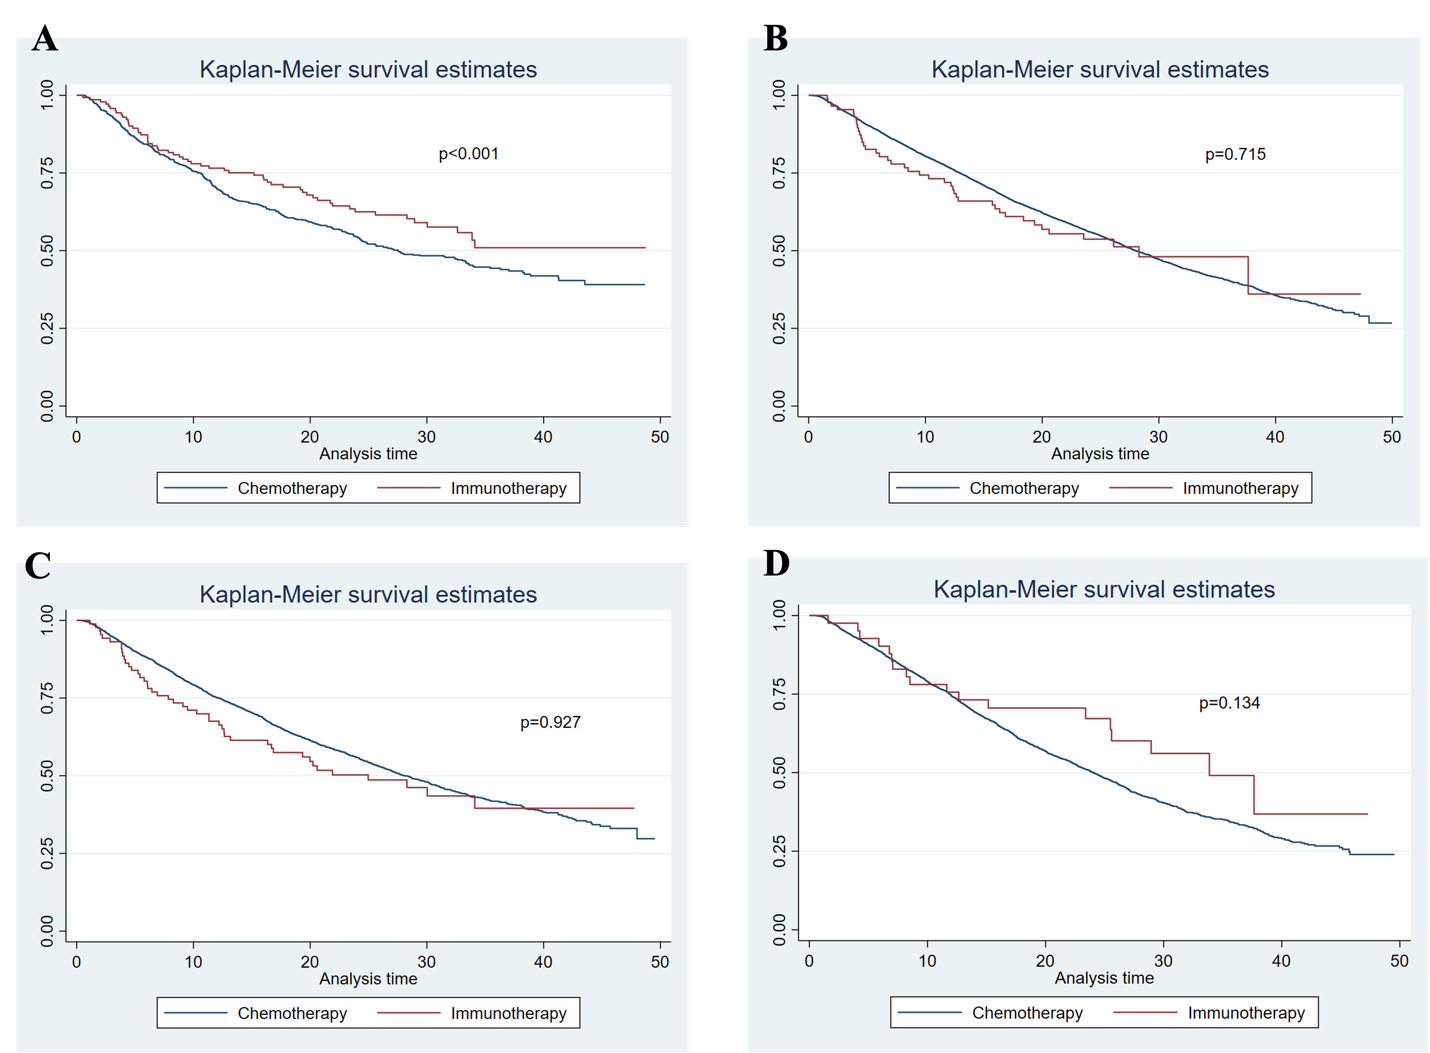 A
Kaplan-Meier survival estimates
p<0.001
1.00
0.75
0.50
0.25
0.00
0 10 20 30 40 50
Analysis time
Chemotherapy Immunotherapy
B
Kaplan-Meier survival estimates
p=0.715
1.00
0.75
0.50
0.25
0.00
0 10 20 30 40 50
Analysis time
Chemotherapy Immunotherapy
C
Kaplan-Meier survival estimates
p=0.927
1.00
0.75
0.50
0.25
0.00
0 10 20 30 40 50
Analysis time
Chemotherapy Immunotherapy
D
Kaplan-Meier survival estimates
p=0.134
1.00
0.75
0.50
0.25
0.00
0 10 20 30 40 50
Analysis time
Chemotherapy Immunotherapy